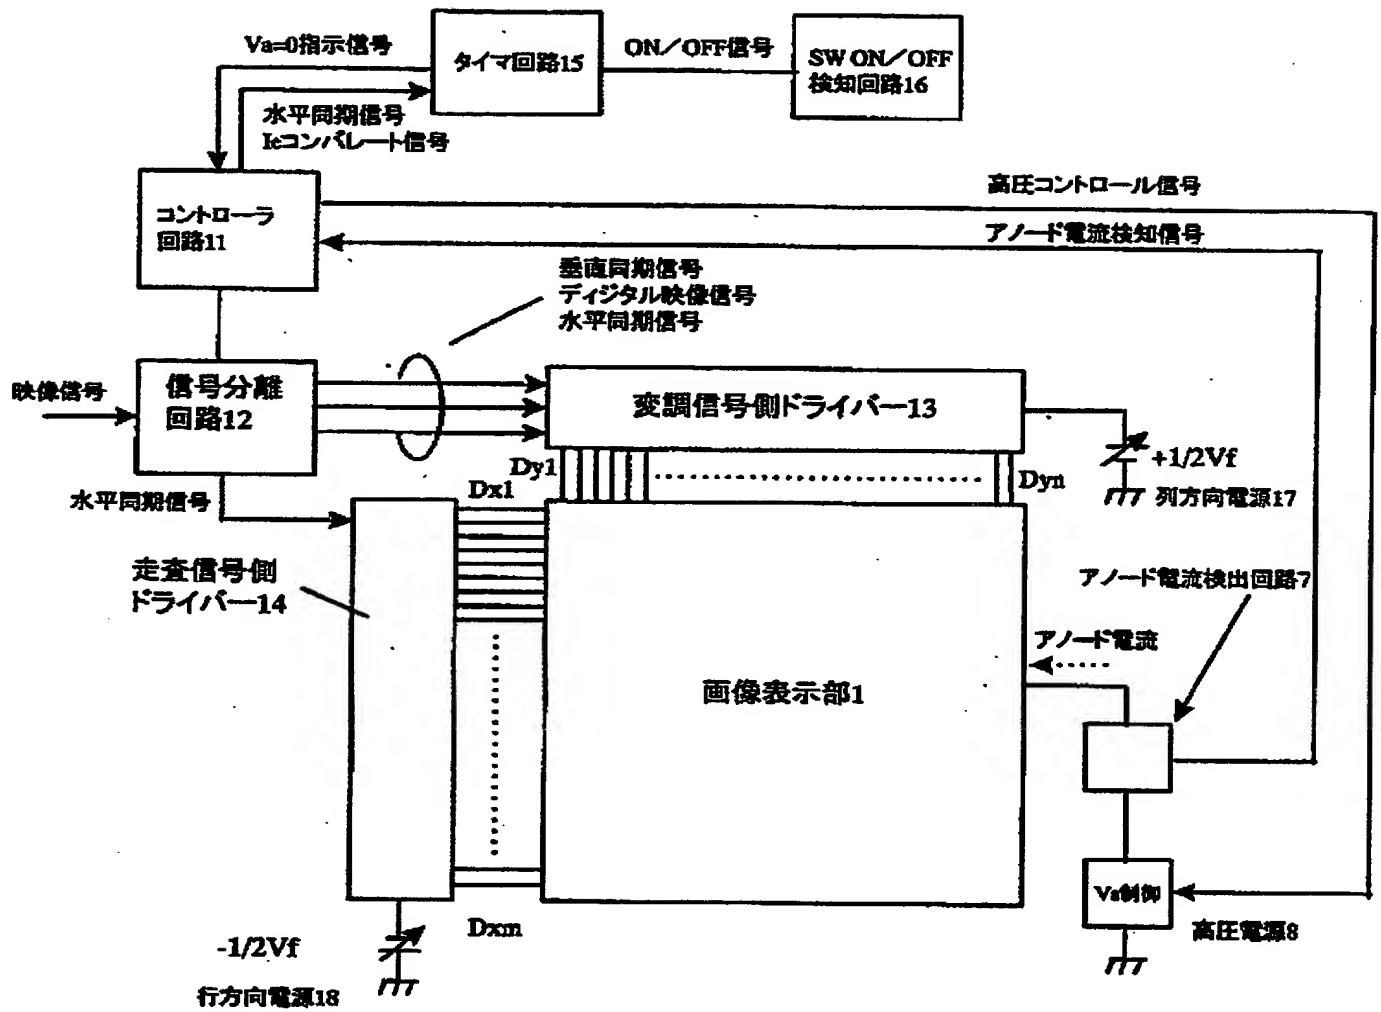 Va=0指示信号
タイマ回路15
ON／OFF信号
SW ON／OFF
検知回路16
水平同期信号
Ieコンパレート信号
高圧コントロール信号
コントローラ
回路11
アノード電流検知信号
垂直同期信号
ディジタル映像信号
水平同期信号
映像信号
信号分離
回路12
変調信号側ドライバー13
+1/2Vf
列方向電源17
Dy1
Dyn
Dx1
水平同期信号
走査信号側
ドライバー14
アノード電流検出回路7
アノード電流
画像表示部1
Va制御
高圧電源8
Dxm
-1/2Vf
行方向電源18